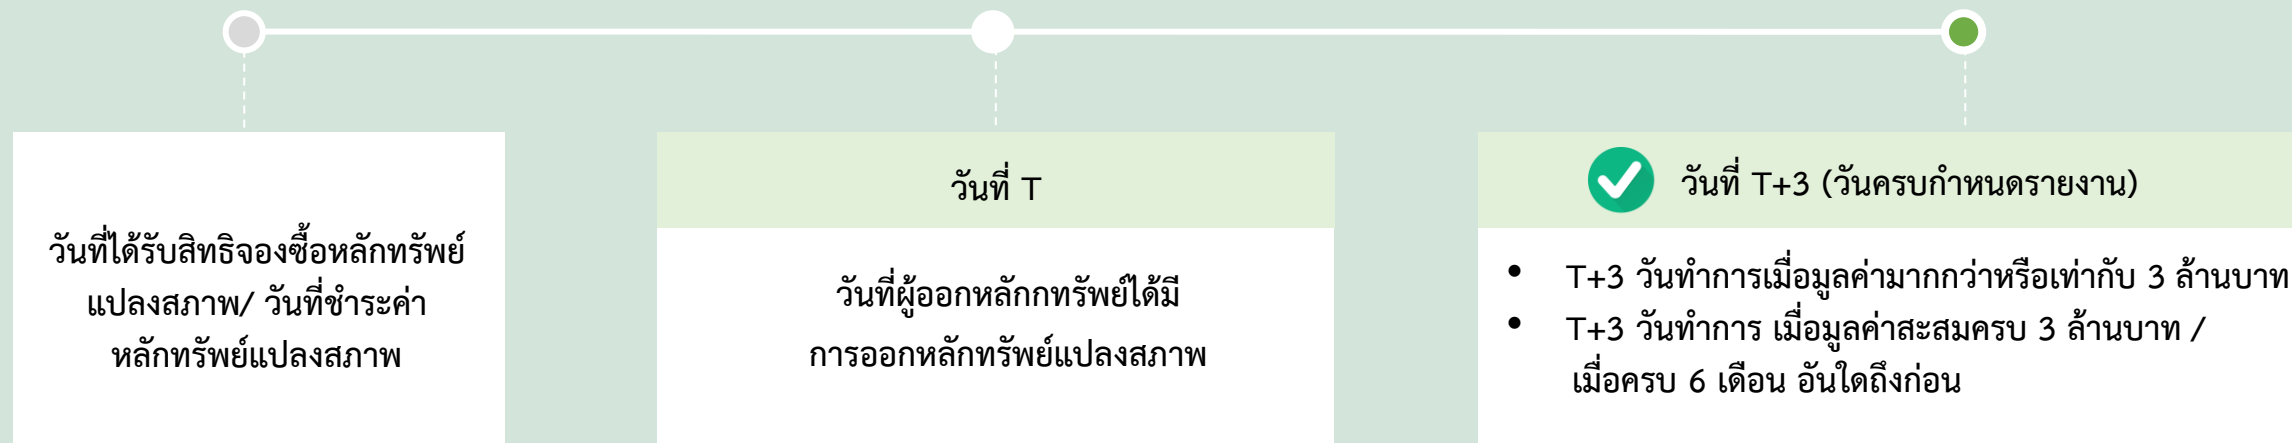 วันที่ได้รับสิทธิจองซื้อหลักทรัพย์
แปลงสภาพ/ วันที่ชำระค่า
หลักทรัพย์แปลงสภาพ
วันที่ T
วันที่ผู้ออกหลักกทรัพย์ได้มี
การออกหลักทรัพย์แปลงสภาพ
วันที่ T+3 (วันครบกำหนดรายงาน)
• T+3 วันทำการเมื่อมูลค่ามากกว่าหรือเท่ากับ 3 ล้านบาท
• T+3 วันทำการ เมื่อมูลค่าสะสมครบ 3 ล้านบาท /
เมื่อครบ 6 เดือน อันใดถึงก่อน